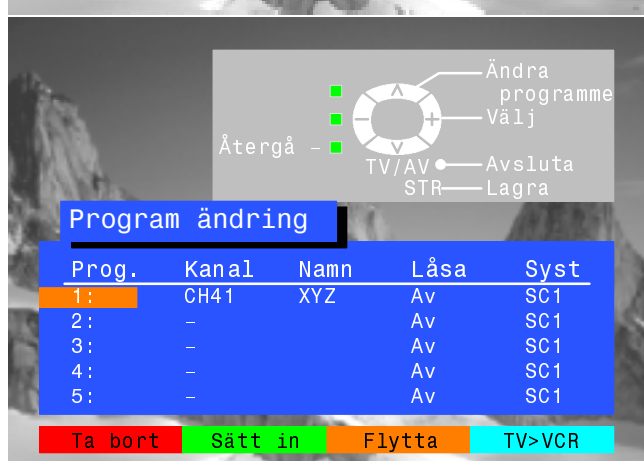 Ändra
programme
Välj
Återgå –
TV/AV Avsluta
STR Lagra
Program ändring
Prog. Kanal Namn Låsa Syst
1: CH41 XYZ Av SC1
2: – Av SC1
3: – Av SC1
4: – Av SC1
5: – Av SC1
Ta bort Sätt in Flytta TV>VCR